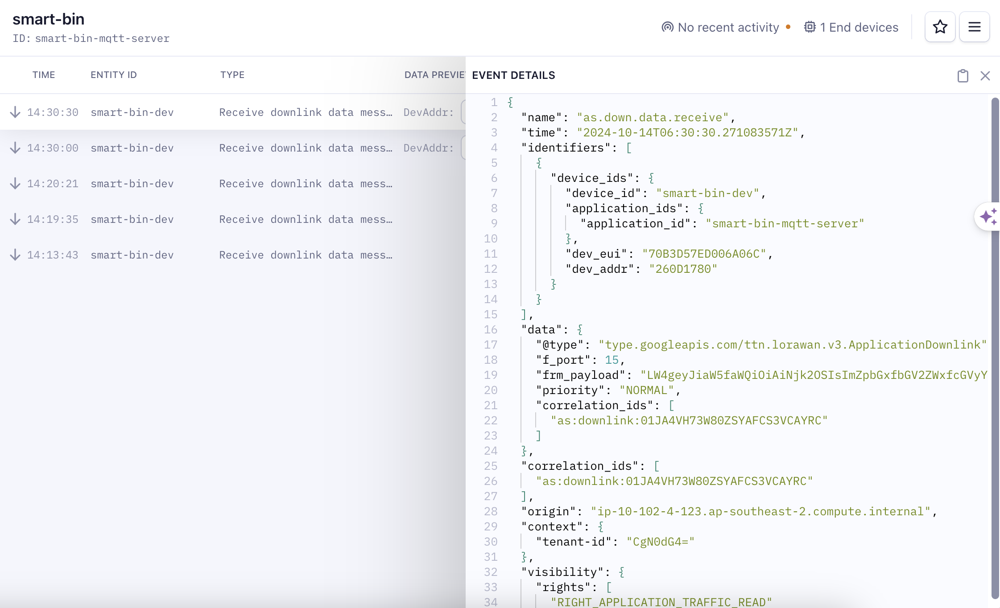 smart-bin
ID: smart-bin-mqtt-server
No recent activity
1 End devices
TIME ENTITY ID TYPE DATA PREVIE
14:30:30 smart-bin-dev Receive downlink data mess… DevAddr:
14:30:00 smart-bin-dev Receive downlink data mess… DevAddr:
14:20:21 smart-bin-dev Receive downlink data mess…
14:19:35 smart-bin-dev Receive downlink data mess…
14:13:43 smart-bin-dev Receive downlink data mess…
EVENT DETAILS
1 {
2 "name": "as.down.data.receive",
3 "time": "2024-10-14T06:30:30.271083571Z",
4 "identifiers": [
5 {
6 "device_ids": {
7 "device_id": "smart-bin-dev",
8 "application_ids": {
9 "application_id": "smart-bin-mqtt-server"
10 },
11 "dev_eui": "70B3D57ED006A06C",
12 "dev_addr": "260D1780"
13 }
14 }
15 ],
16 "data": {
17 "@type": "type.googleapis.com/ttn.lorawan.v3.ApplicationDownlink"
18 "f_port": 15,
19 "frm_payload": "LW4geyJiaW5faWQiOiAiNjk2OSIsImZpbGxfbGV2ZWxfcGVyY
20 "priority": "NORMAL",
21 "correlation_ids": [
22 "as:downlink:01JA4VH73W80ZSYAFCS3VCAYRC"
23 ]
24 },
25 "correlation_ids": [
26 "as:downlink:01JA4VH73W80ZSYAFCS3VCAYRC"
27 ],
28 "origin": "ip-10-102-4-123.ap-southeast-2.compute.internal",
29 "context": {
30 "tenant-id": "CgN0dG4="
31 },
32 "visibility": {
33 "rights": [
34 "RIGHT_APPLICATION_TRAFFIC_READ"